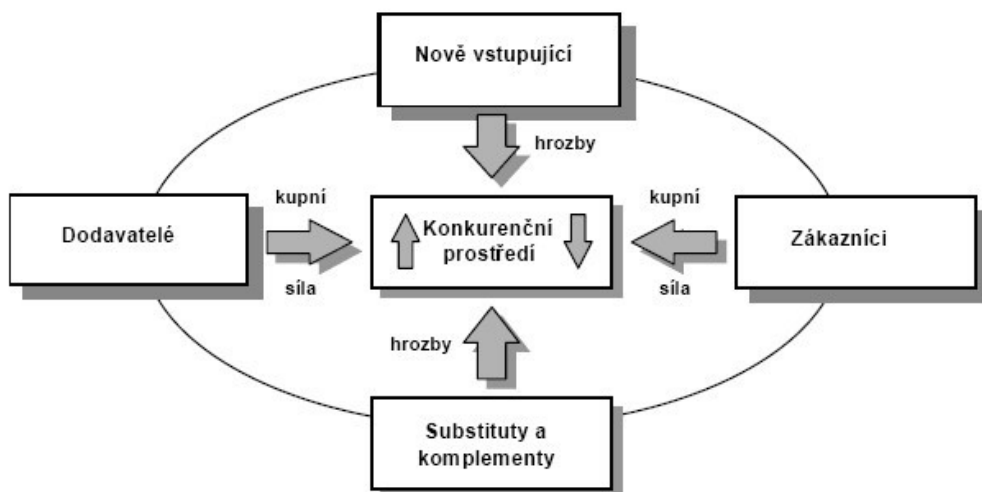 Nově vstupující
hrozby
kupní
Dodavatelé
síla
Konkurenční
prostředí
kupní
Zákazníci
síla
hrozby
Substituty a
komplementy